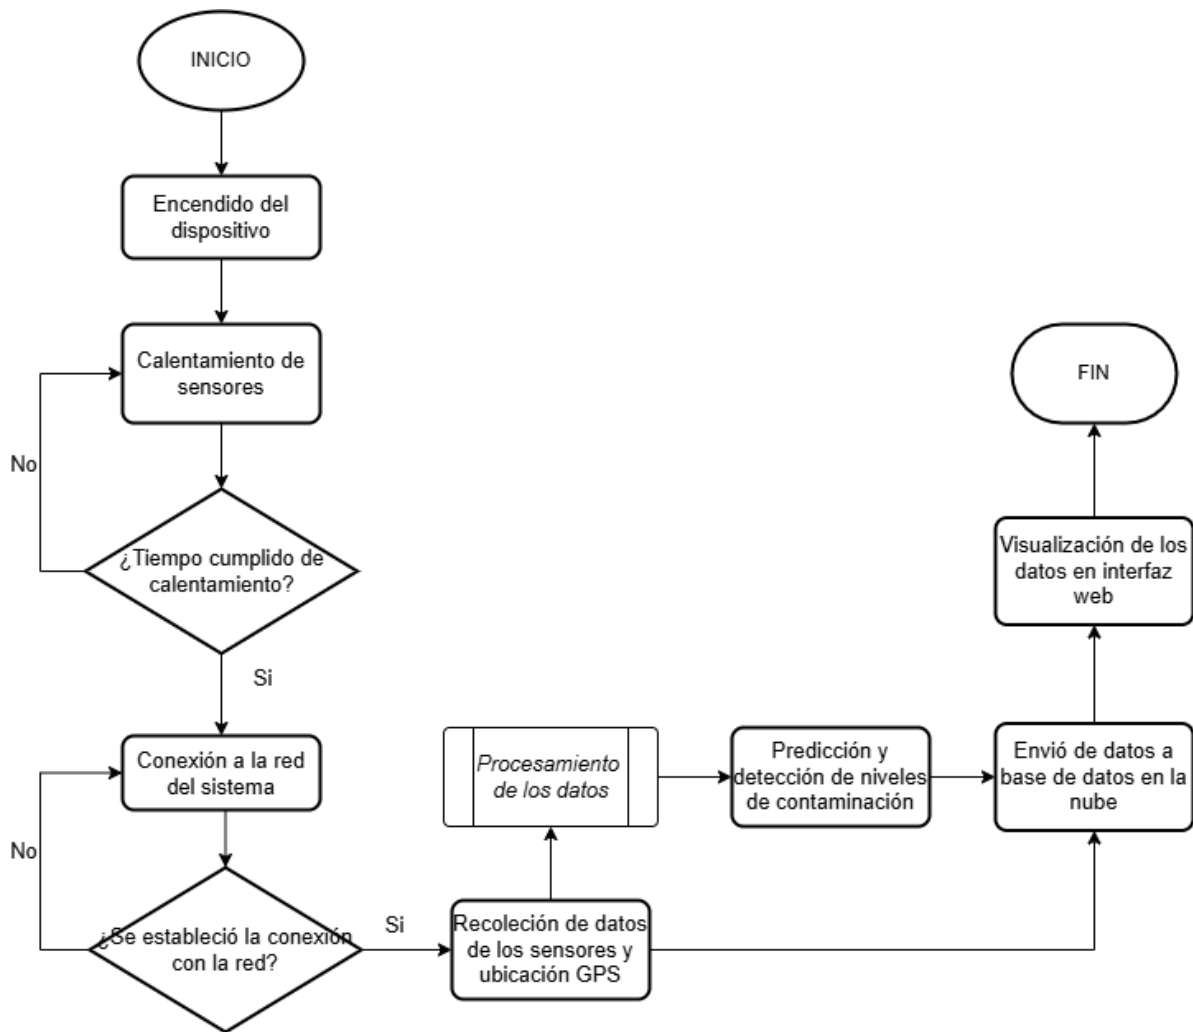 INICIO
Encendido del
dispositivo
Calentamiento de
sensores
No
¿Tiempo cumplido de
calentamiento?
Si
Conexión a la red
del sistema
No
¿Se estableció la conexión
con la red?
Si
Recoleción de datos
de los sensores y
ubicación GPS
Procesamiento
de los datos
Predicción y
detección de niveles
de contaminación
Envió de datos a
base de datos en la
nube
Visualización de los
datos en interfaz
web
FIN